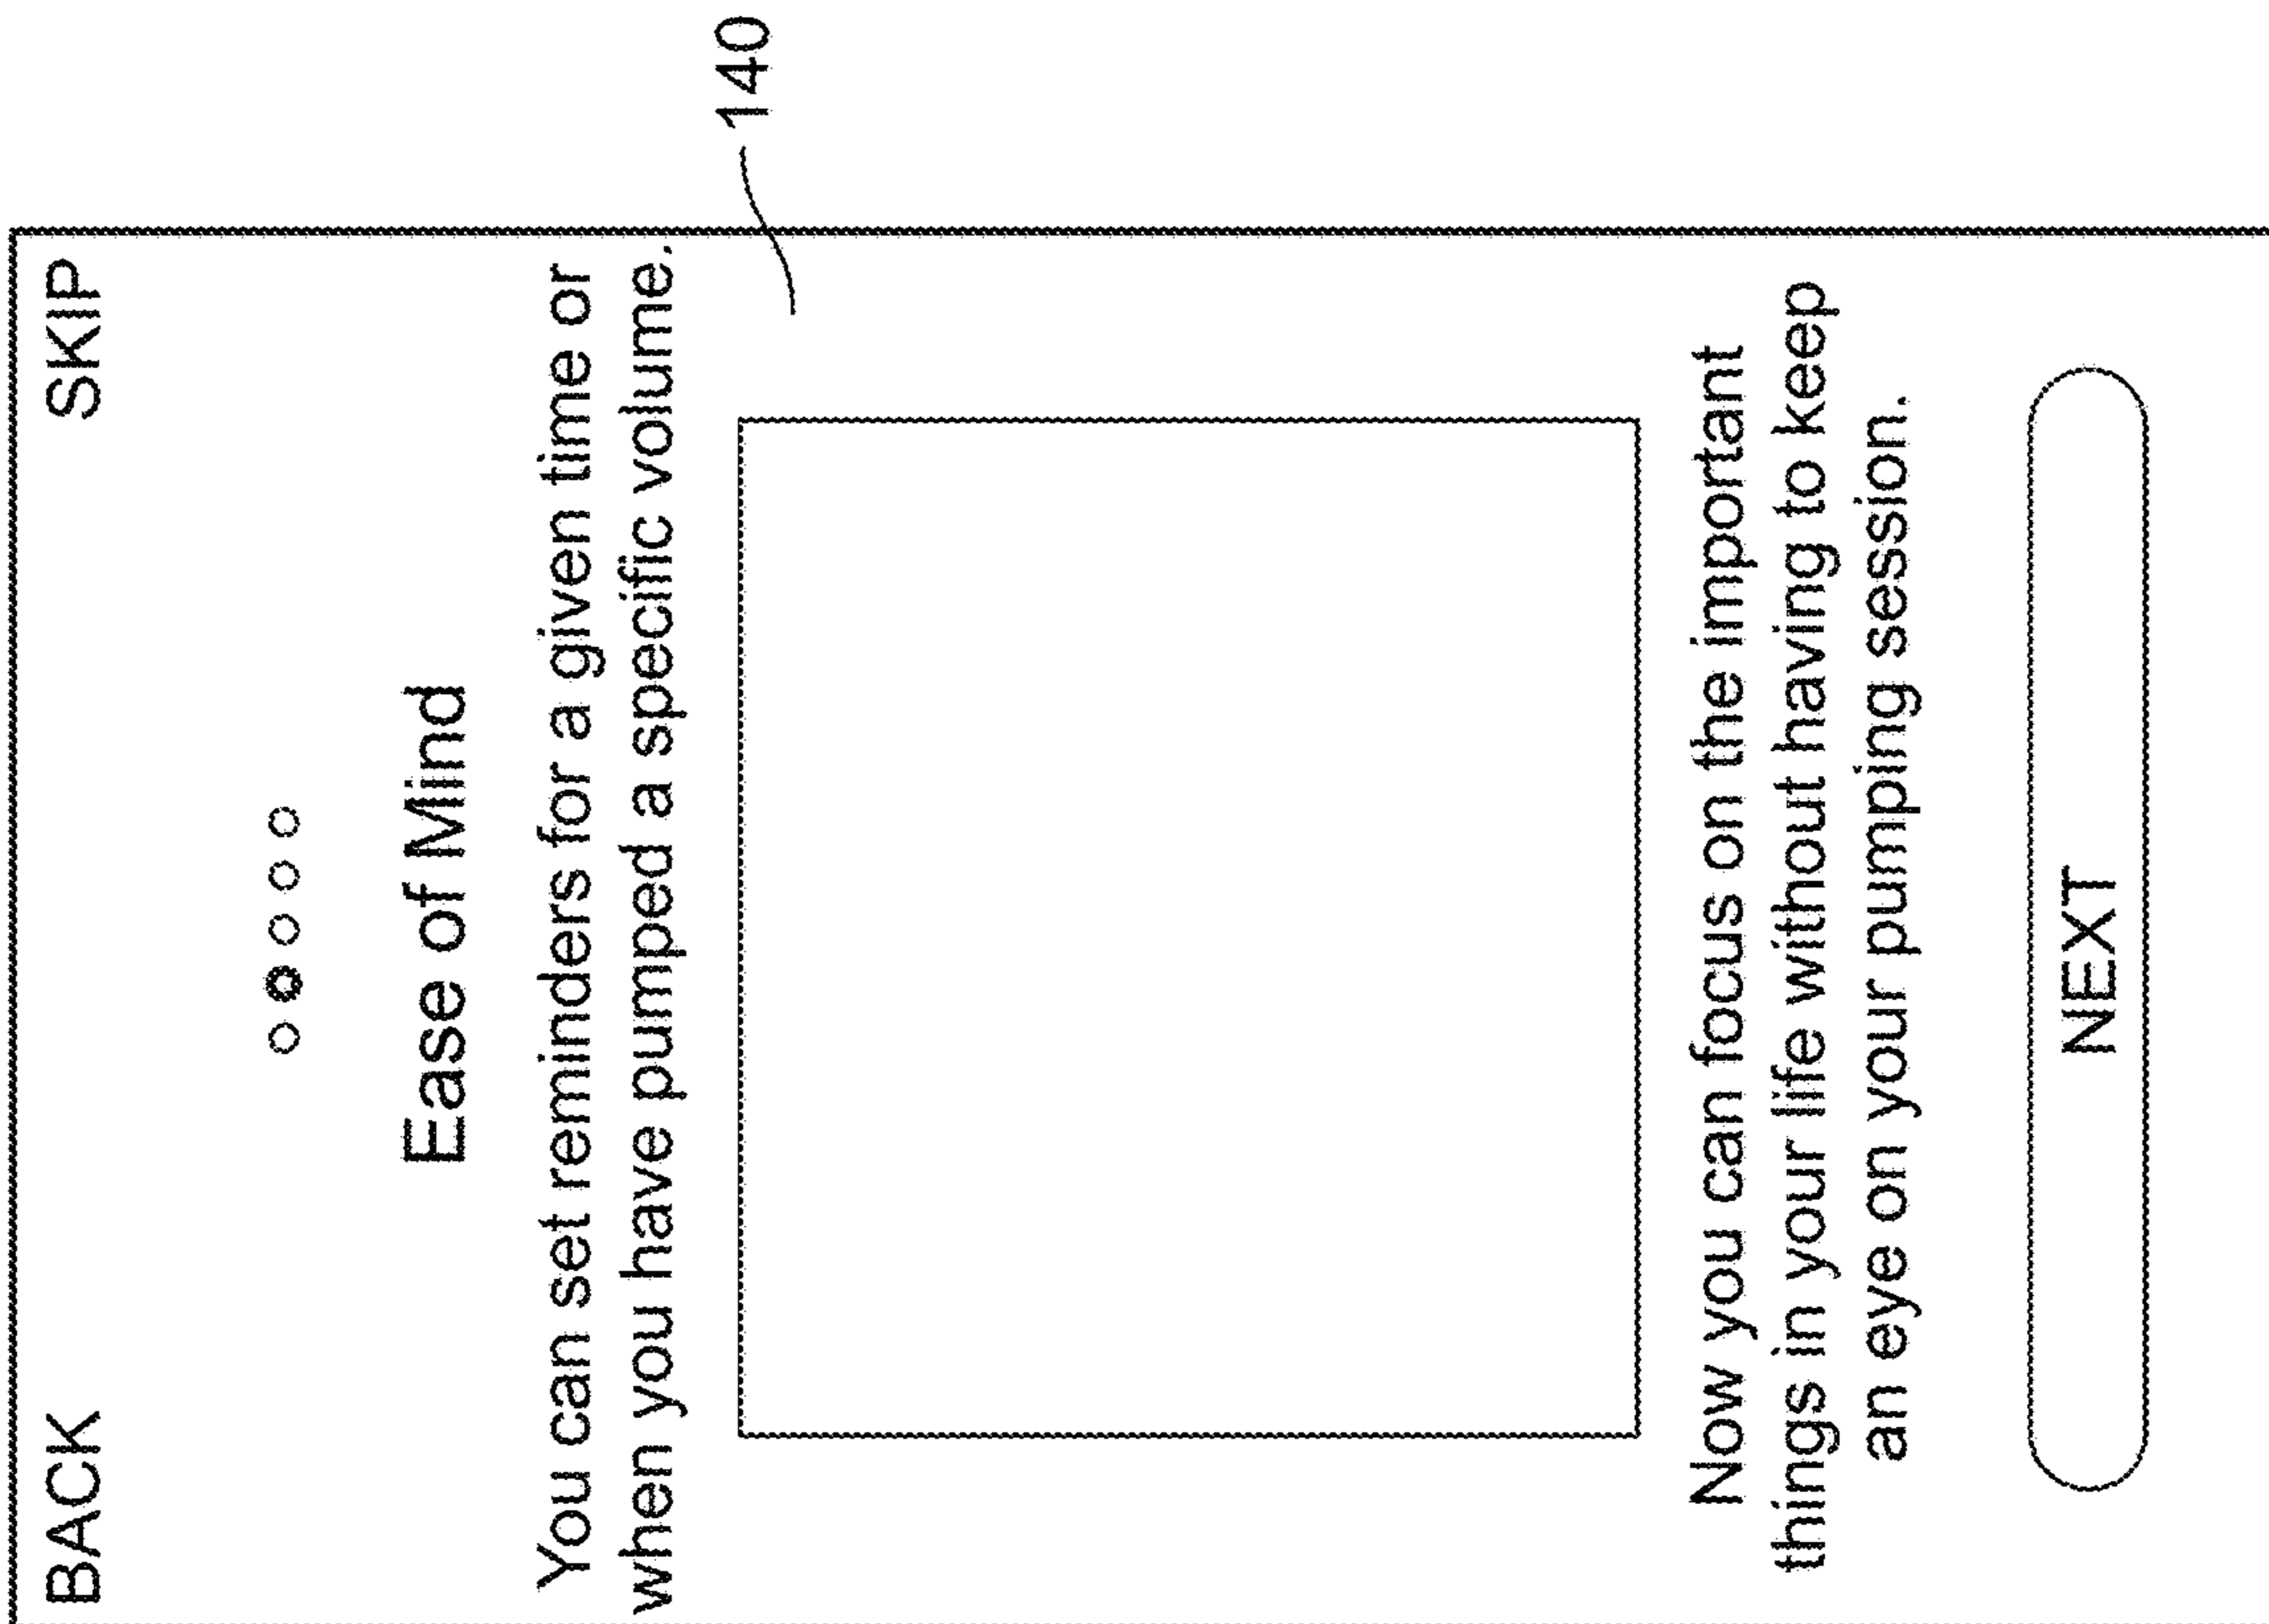 BACK SKIP
Ease of Mind
You can set reminders for a given time or
when you have pumped a specific volume.
140
Now you can focus on the important
things in your life without having to keep
an eye on your pumping session.
NEXT